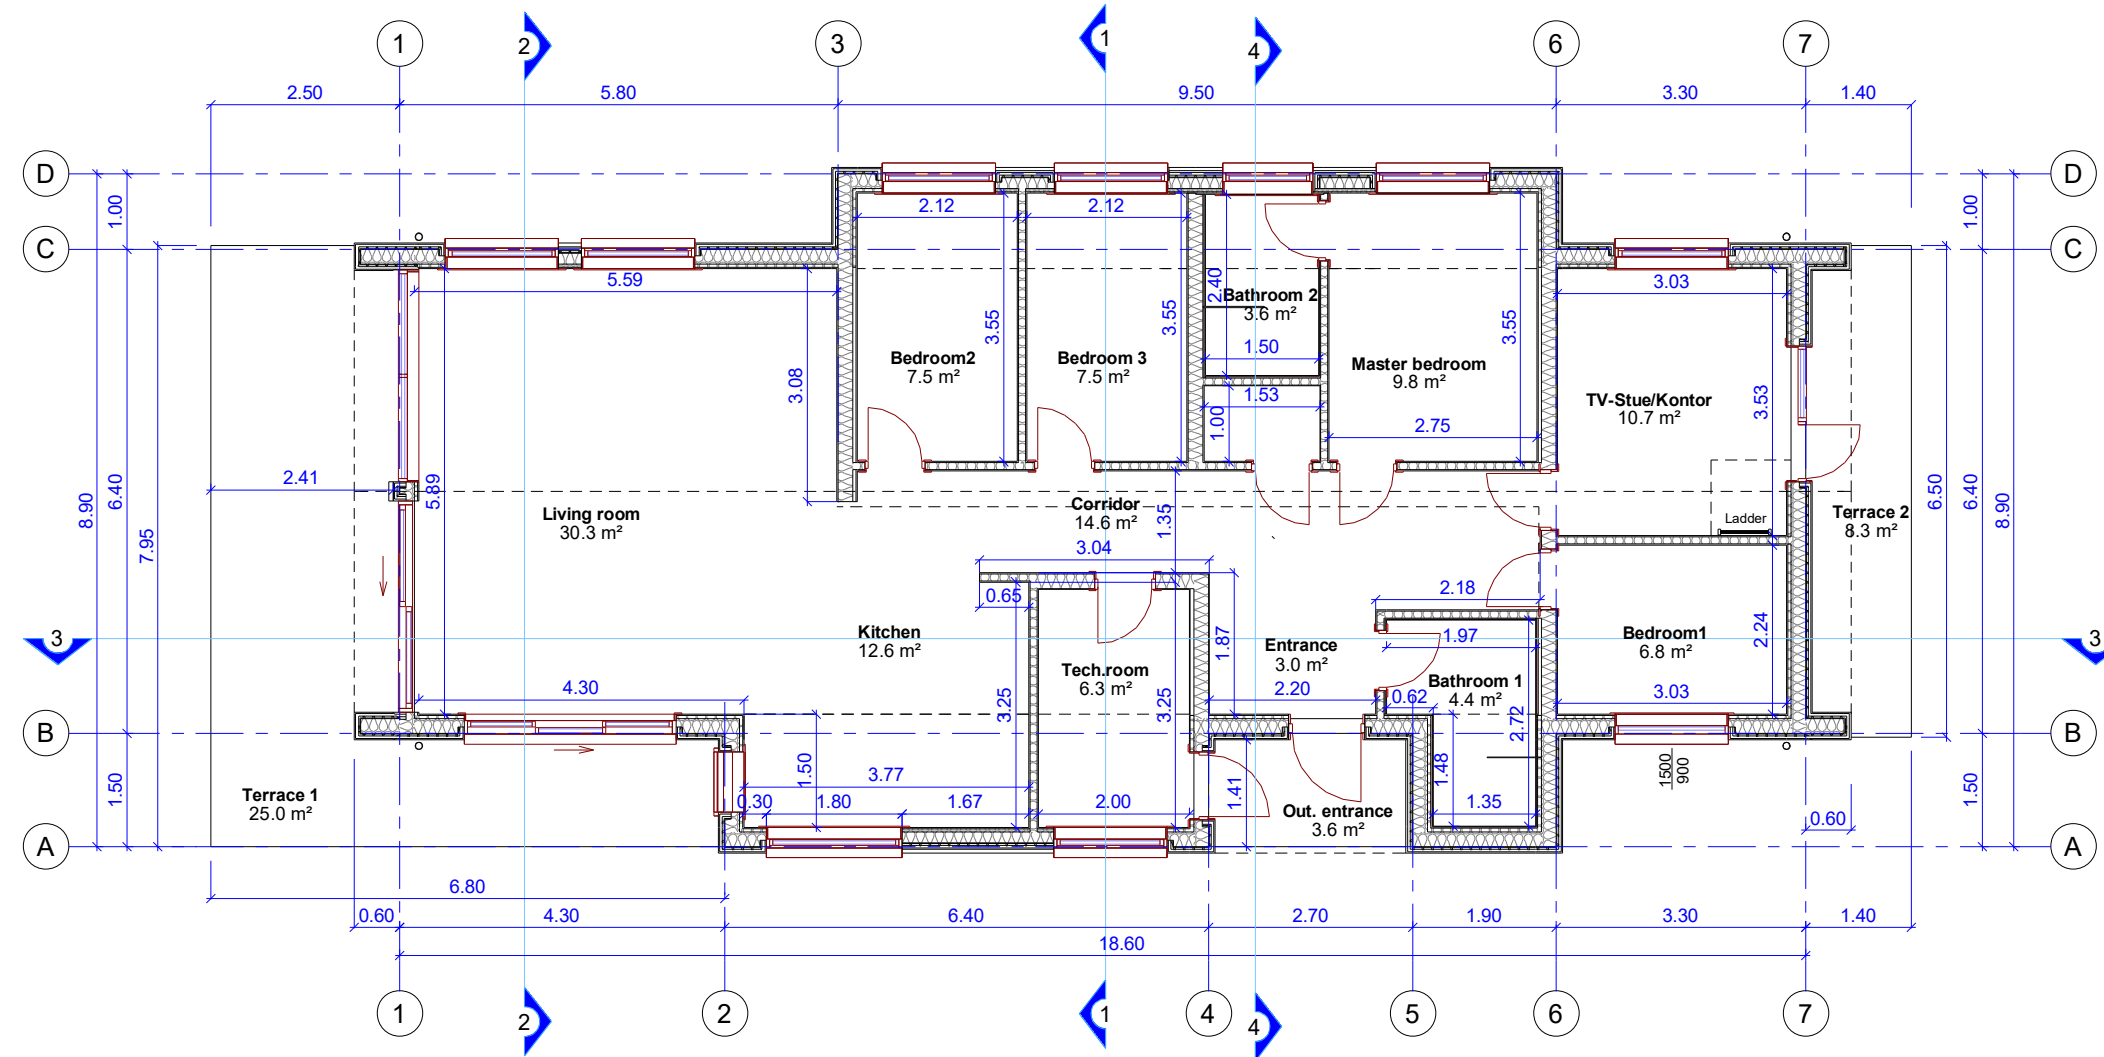 1
2
3
1
4
6
7
2.50
5.80
9.50
3.30
1.40
D
D
1.00
1.00
2.12
2.12
C
C
5.59
3.03
2.40
Bathroom 2
3.6 m²
3.55
3.55
3.55
1.50
Bedroom2
7.5 m²
Bedroom 3
7.5 m²
Master bedroom
9.8 m²
3.08
1.53
TV-Stue/Kontor
10.7 m²
3.53
1.00
2.75
2.41
5.89
8.90
6.40
7.95
6.50
6.40
8.90
Living room
30.3 m²
Corridor
14.6 m²
1.35
Ladder
Terrace 2
8.3 m²
3.04
0.65
2.18
3
3
Kitchen
12.6 m²
1.87
Entrance
3.0 m²
1.97
Bedroom1
6.8 m²
2.24
Tech.room
6.3 m²
Bathroom 1
4.4 m²
4.30
2.20
0.62
3.03
3.25
3.25
2.72
B
B
1.50
1.48
1500
900
3.77
Terrace 1
25.0 m²
1.50
0.30
1.80
1.67
2.00
1.41
Out. entrance
3.6 m²
1.35
1.50
0.60
A
A
6.80
0.60
4.30
6.40
2.70
1.90
3.30
1.40
18.60
1
2
2
1
4
4
5
6
7